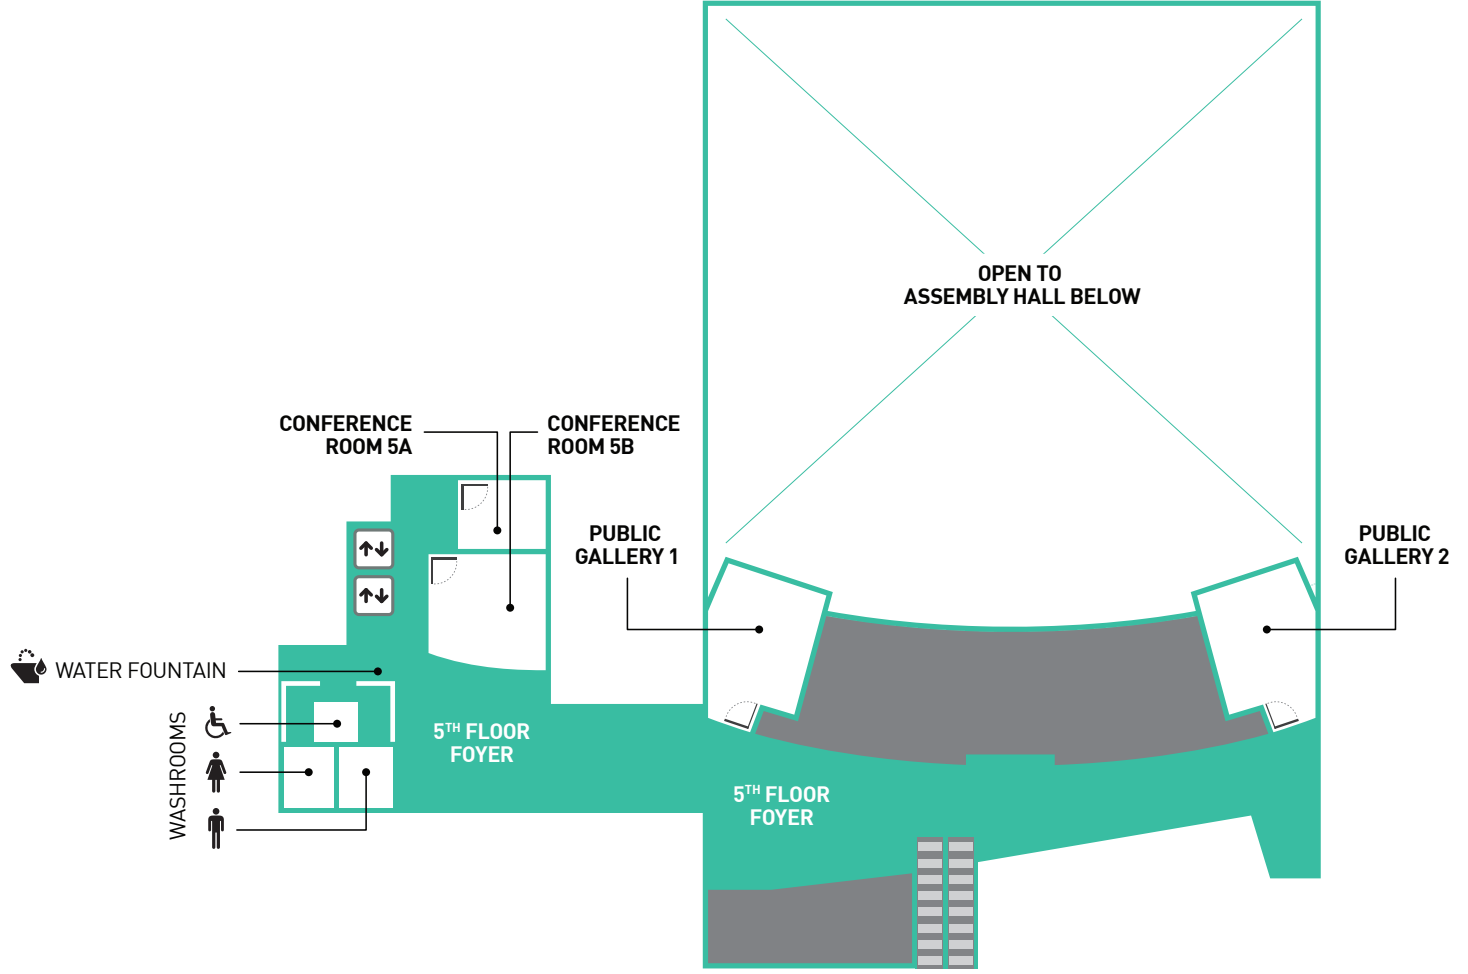 OPEN TO
ASSEMBLY HALL BELOW
CONFERENCE
ROOM 5A
CONFERENCE
ROOM 5B
PUBLIC
GALLERY 1
PUBLIC
GALLERY 2
WATER FOUNTAIN
WASHROOMS
5TH FLOOR
FOYER
5TH FLOOR
FOYER